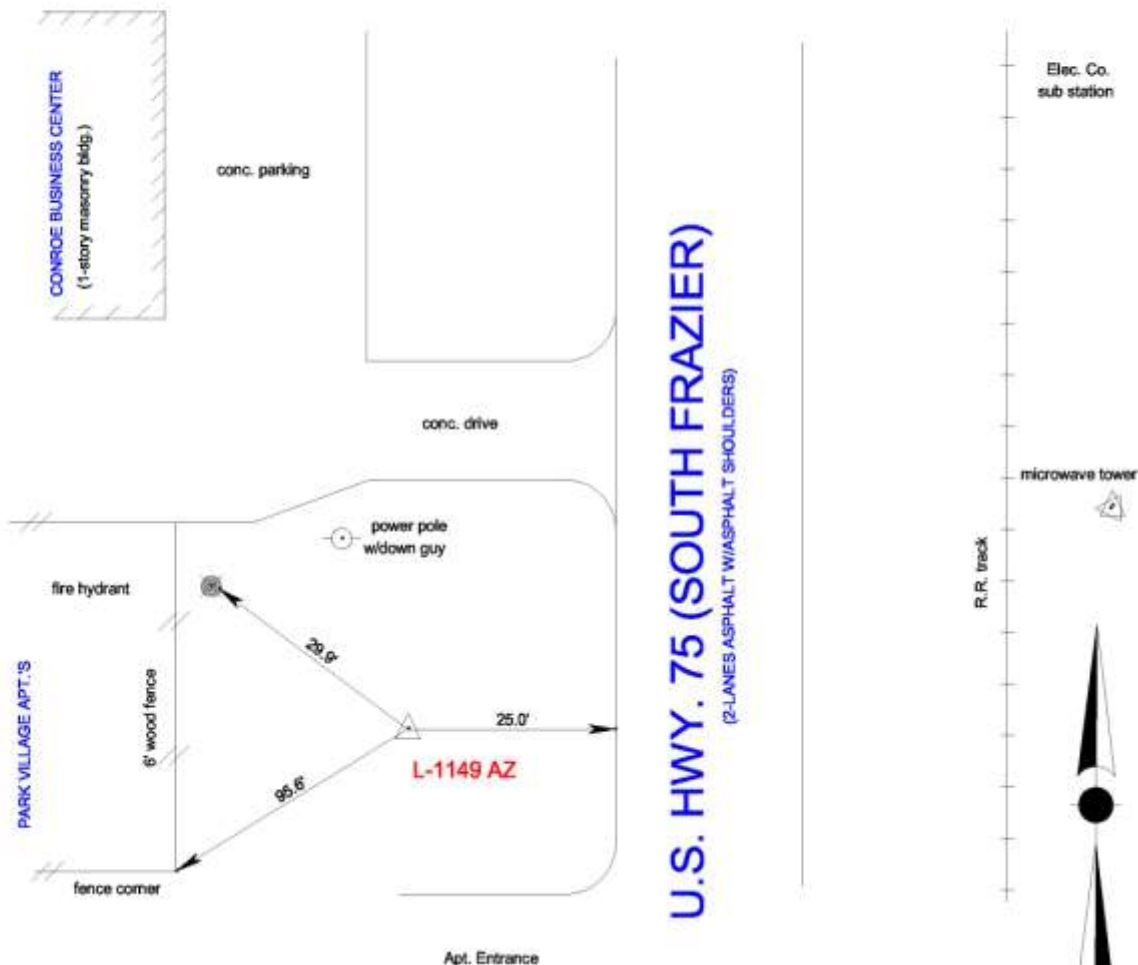 CONROE BUSINESS CENTER
(1-story masonry bldg.)
conc. parking
Elec. Co.
sub station
U.S. HWY. 75 (SOUTH FRAZIER)
(2-LANES ASPHALT W/ASPHALT SHOULDERS)
conc. drive
microwave tower
power pole
w/down guy
fire hydrant
R.R. track
29.9'
6' wood fence
PARK VILLAGE APT.'S
25.0'
L-1149 AZ
95.6'
fence corner
Apt. Entrance